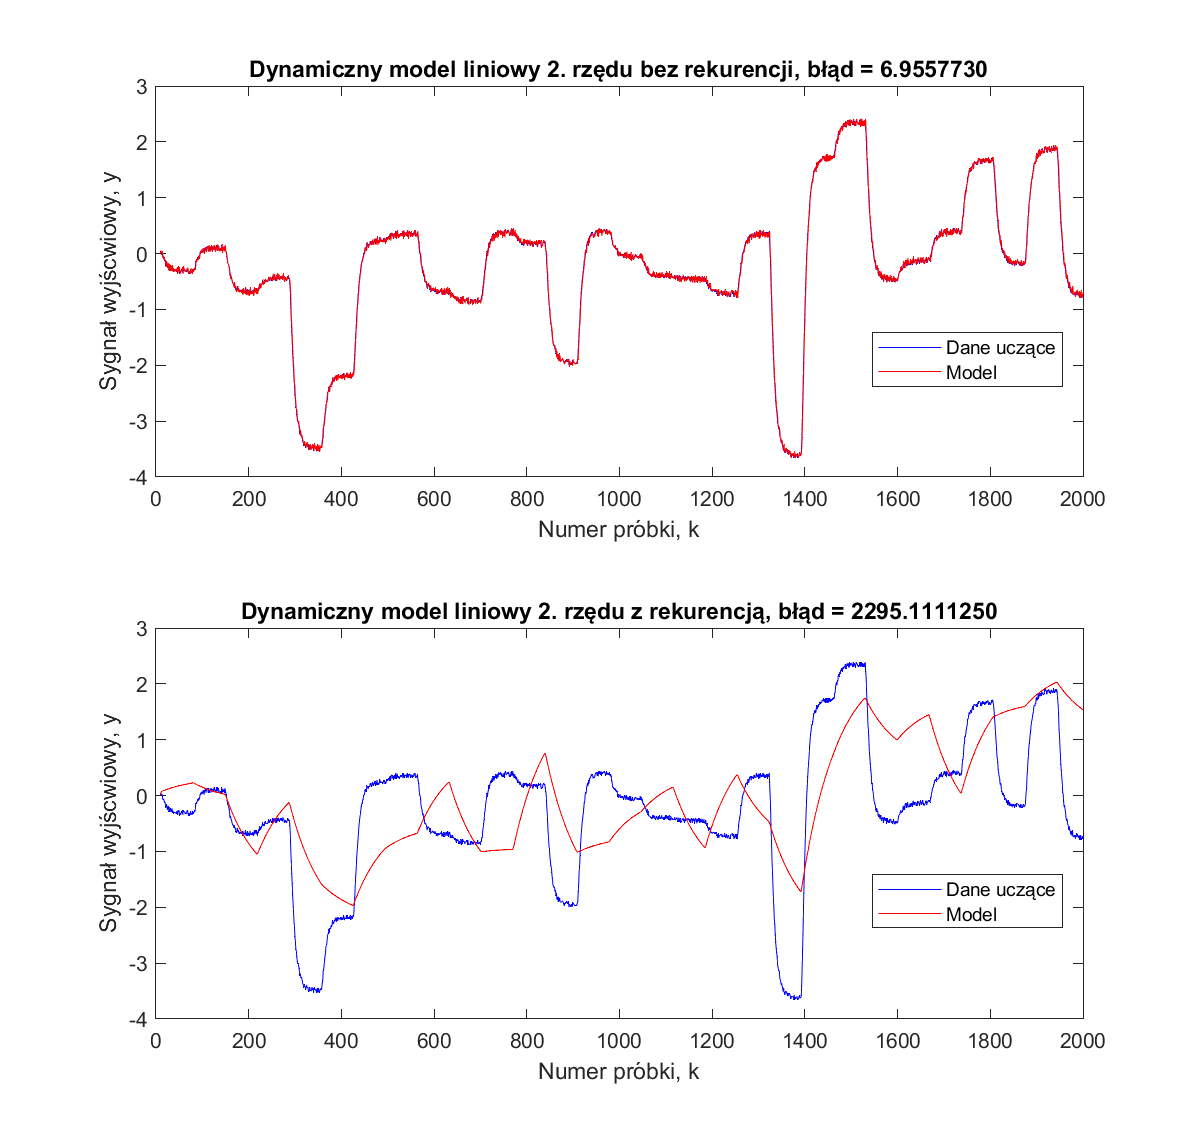 Dynamiczny model liniowy 2. rzędu bez rekurencji, błąd = 6.9557730
3
2
1
0
-1
-2
-3
-4
Sygnał wyjścwiowy, y
Dane uczące
Model
0 200 400 600 800 1000 1200 1400 1600 1800 2000
Numer próbki, k
Dynamiczny model liniowy 2. rzędu z rekurencją, błąd = 2295.1111250
3
2
1
0
-1
-2
-3
-4
Sygnał wyjścwiowy, y
Dane uczące
Model
0 200 400 600 800 1000 1200 1400 1600 1800 2000
Numer próbki, k